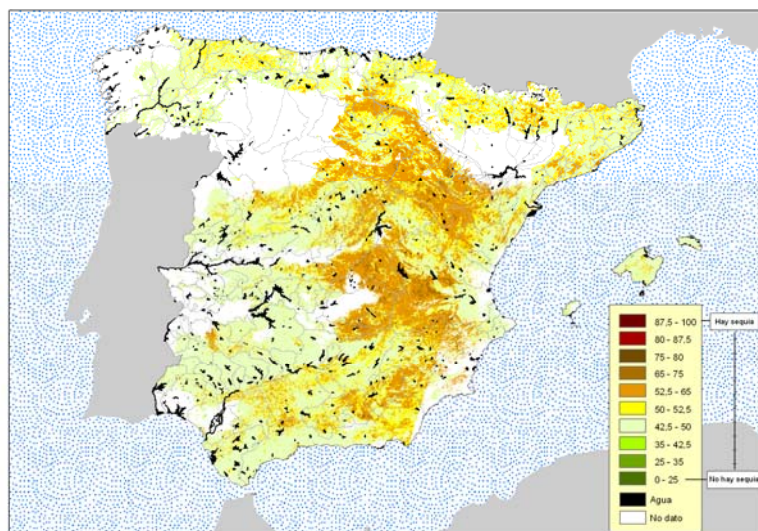 87,5 - 100
Hay sequia
80 - 87,5
75 - 80
65 - 75
52,5 - 65
50 - 52,5
42,5 - 50
35 - 42,5
25 - 35
0 - 25
No hay sequia
Agua
No dato